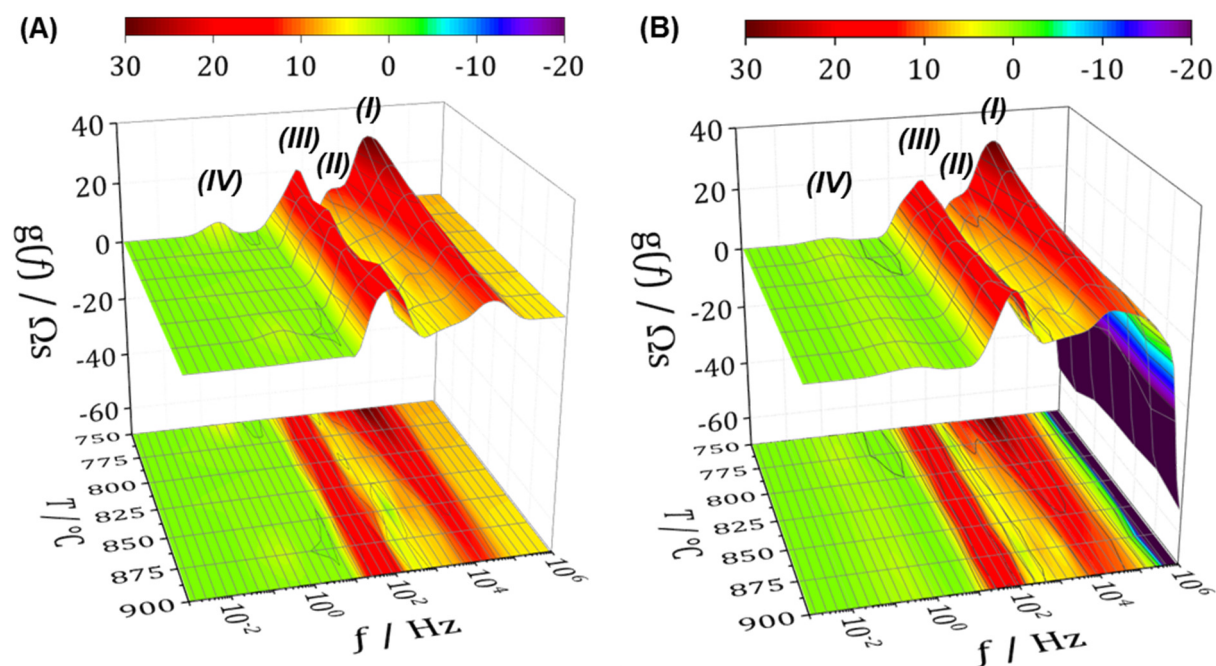 (A)
30 20 10 0 -10 -20
(I)
(III)
(II)
(IV)
40
20
0
-20
-40
-60
g(f) / Ωs
750
775
800
825
850
875
900
T/°C
10-2 100 102 104 106
f / Hz
(B)
30 20 10 0 -10 -20
(I)
(III)
(II)
(IV)
40
20
0
-20
-40
-60
g(f) / Ωs
750
775
800
825
850
875
900
T/°C
10-2 100 102 104 106
f / Hz